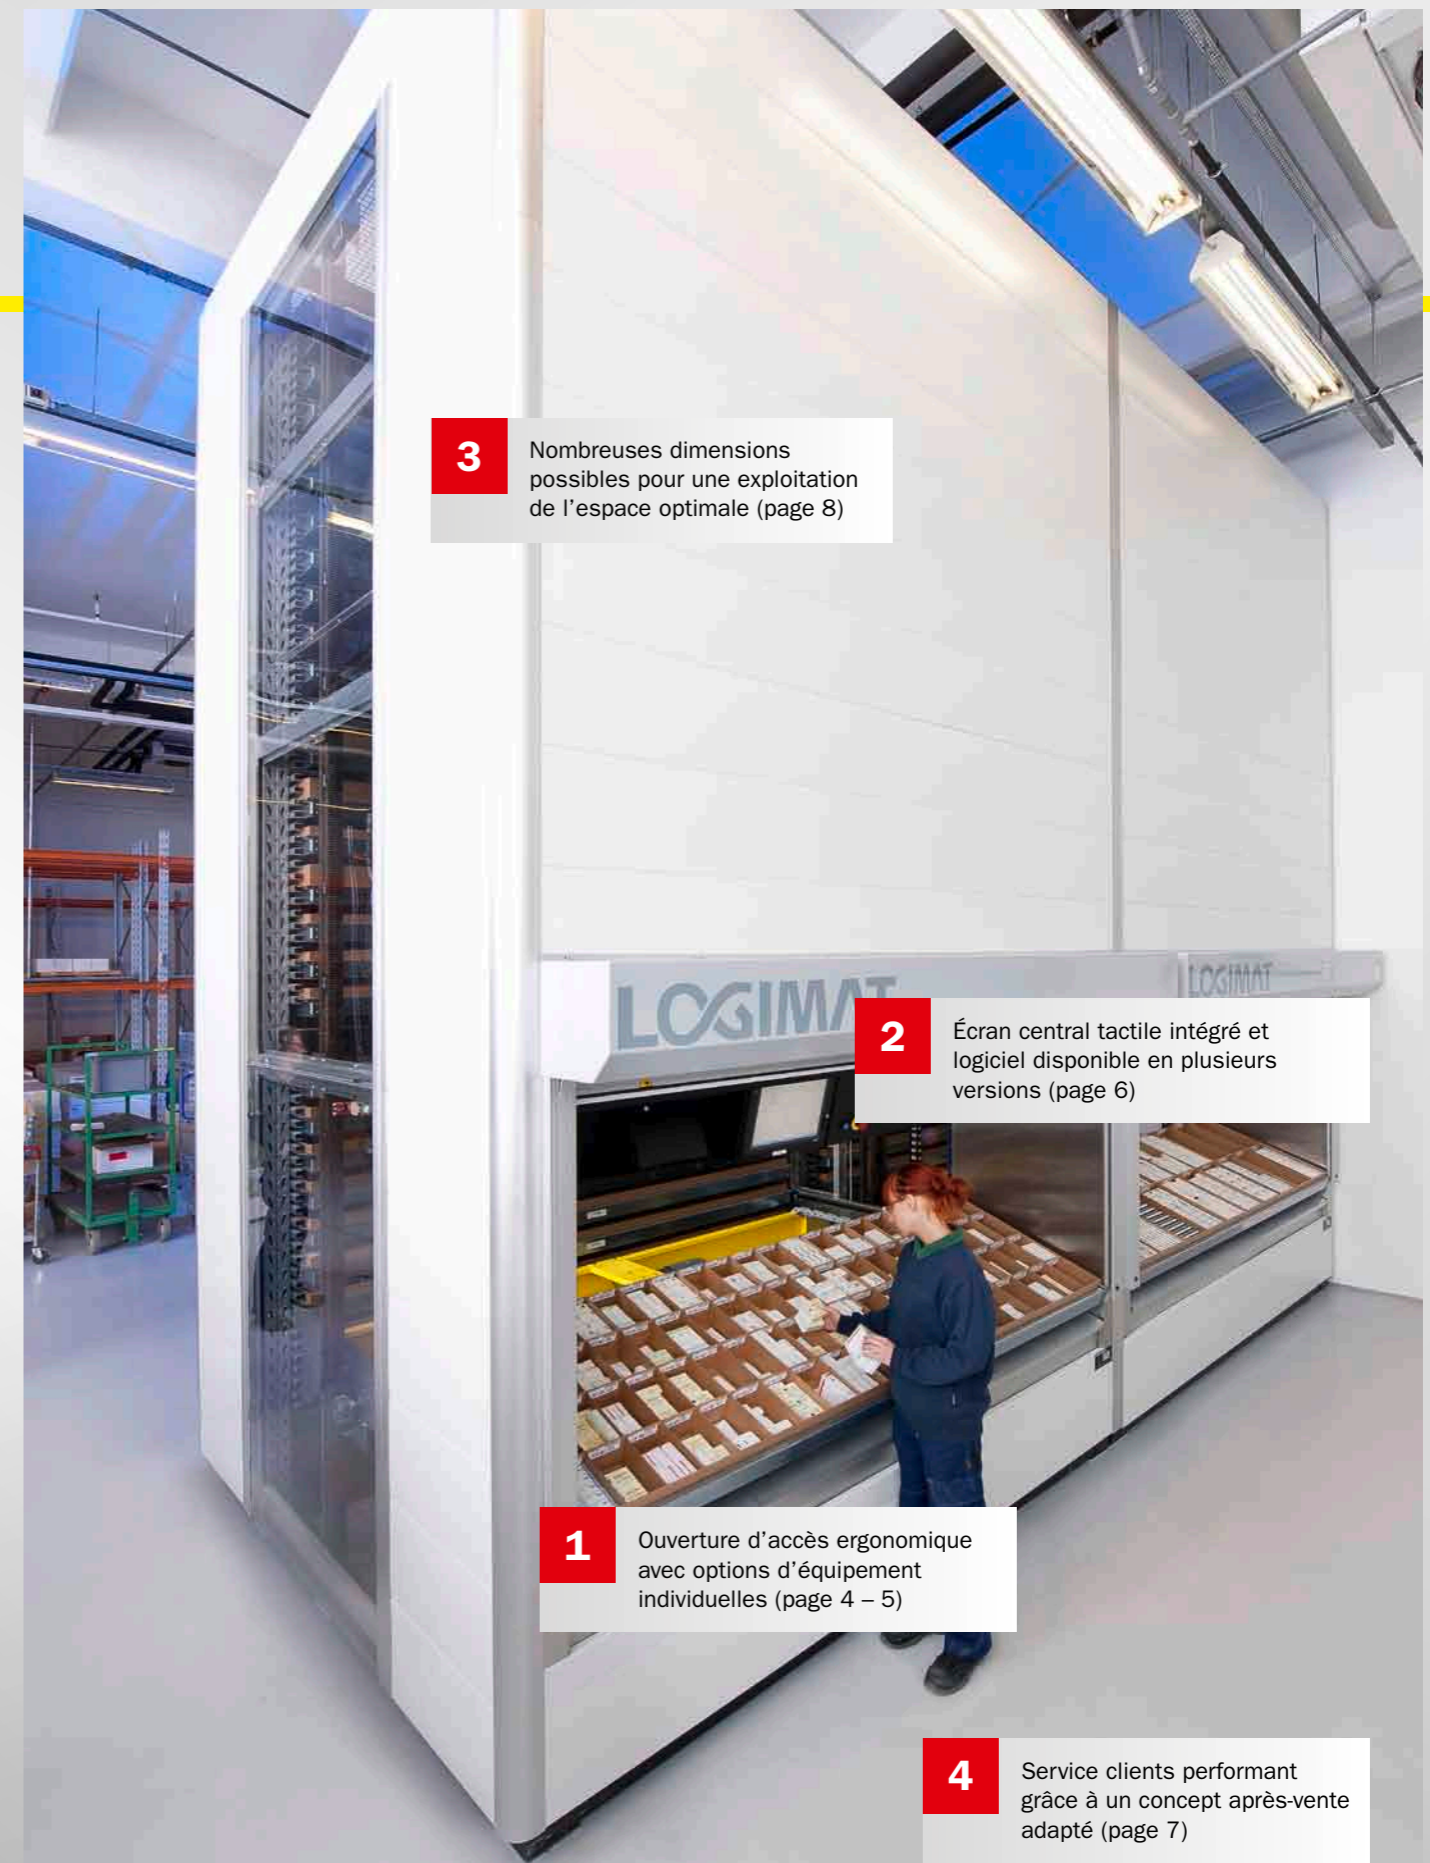 3
Nombreuses dimensions
possibles pour une exploitation
de l’espace optimale (page 8)
LOGIMAT
LOGIMAT
2
Écran central tactile intégré et
logiciel disponible en plusieurs
versions (page 6)
1
Ouverture d’accès ergonomique
avec options d’équipement
individuelles (page 4 – 5)
4
Service clients performant
grâce à un concept après-vente
adapté (page 7)